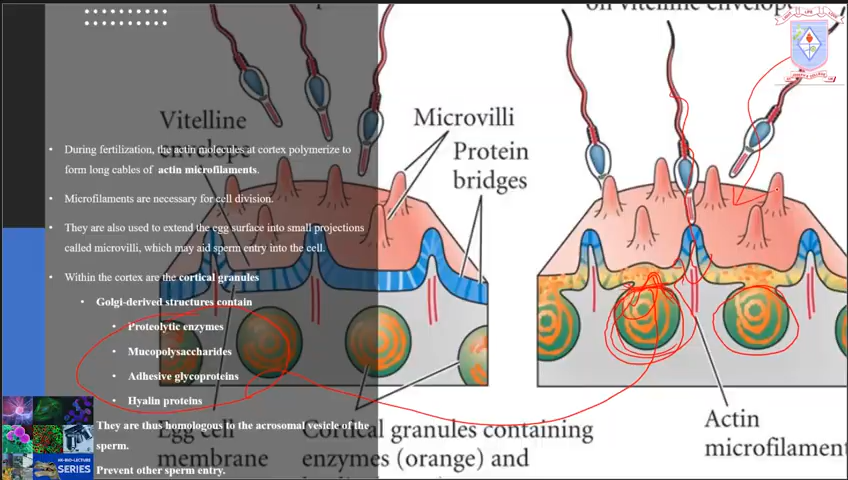 on vitelline envelope
Vitelline
envelope
Microvilli
Protein
bridges
• During fertilization, the actin molecules at cortex polymerize to
form long cables of actin microfilaments.
• Microfilaments are necessary for cell division.
• They are also used to extend the egg surface into small projections
called microvilli, which may aid sperm entry into the cell.
• Within the cortex are the cortical granules
• Golgi-derived structures contain
• Proteolytic enzymes
• Mucopolysaccharides
• Adhesive glycoproteins
• Hyalin proteins
They are thus homologous to the acrosomal vesicle of the
sperm.
Prevent other sperm entry.
Egg cell
membrane
Cortical granules containing
enzymes (orange) and
Actin
microfilament
SERIES